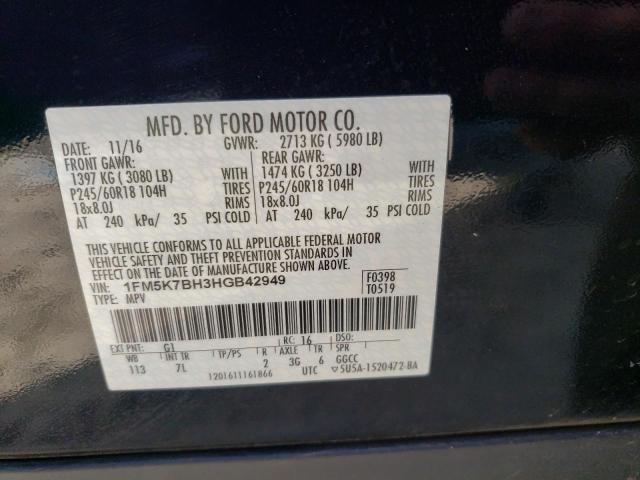 MFD. BY FORD MOTOR CO.
DATE: 11/16 GVWR: 2713 KG ( 5980 LB)
FRONT GAWR: REAR GAWR:
1397 KG ( 3080 LB) WITH 1474 KG ( 3250 LB) WITH
P245/60R18 104H TIRES P245/60R18 104H TIRES
18x8.0J RIMS 18x8.0J RIMS
AT 240 kPa/ 35 PSI COLD AT 240 kPa/ 35 PSI COLD
THIS VEHICLE CONFORMS TO ALL APPLICABLE FEDERAL MOTOR
VEHICLE SAFETY AND THEFT PREVENTION STANDARDS IN
EFFECT ON THE DATE OF MANUFACTURE SHOWN ABOVE.
VIN: 1FM5K7BH3HGB42949 F0398
TYPE: MPV T0519
EXT PNT: G1 RC: 16 DSO:
WB INT TR TP/PS R AXLE TR SPR
113 7L 2 3G 6 GGCC
1201611161866 UTC 5U5A-1520472-BA